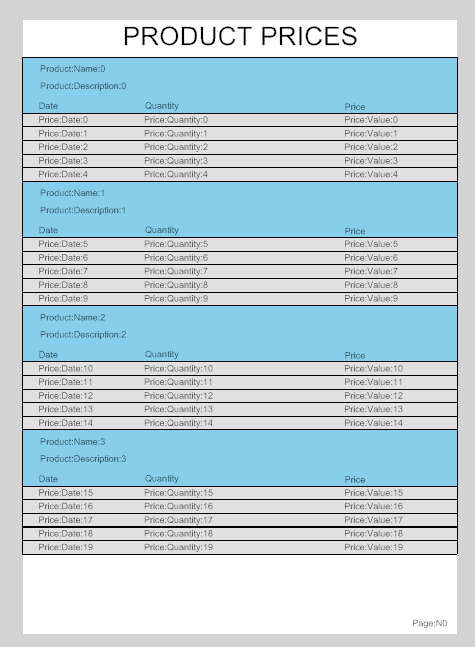 PRODUCT PRICES
Product:Name:0
Product:Description:0
Date Quantity Price
Price:Date:0 Price:Quantity:0 Price:Value:0
Price:Date:1 Price:Quantity:1 Price:Value:1
Price:Date:2 Price:Quantity:2 Price:Value:2
Price:Date:3 Price:Quantity:3 Price:Value:3
Price:Date:4 Price:Quantity:4 Price:Value:4
Product:Name:1
Product:Description:1
Date Quantity Price
Price:Date:5 Price:Quantity:5 Price:Value:5
Price:Date:6 Price:Quantity:6 Price:Value:6
Price:Date:7 Price:Quantity:7 Price:Value:7
Price:Date:8 Price:Quantity:8 Price:Value:8
Price:Date:9 Price:Quantity:9 Price:Value:9
Product:Name:2
Product:Description:2
Date Quantity Price
Price:Date:10 Price:Quantity:10 Price:Value:10
Price:Date:11 Price:Quantity:11 Price:Value:11
Price:Date:12 Price:Quantity:12 Price:Value:12
Price:Date:13 Price:Quantity:13 Price:Value:13
Price:Date:14 Price:Quantity:14 Price:Value:14
Product:Name:3
Product:Description:3
Date Quantity Price
Price:Date:15 Price:Quantity:15 Price:Value:15
Price:Date:16 Price:Quantity:16 Price:Value:16
Price:Date:17 Price:Quantity:17 Price:Value:17
Price:Date:18 Price:Quantity:18 Price:Value:18
Price:Date:19 Price:Quantity:19 Price:Value:19
Page:N0